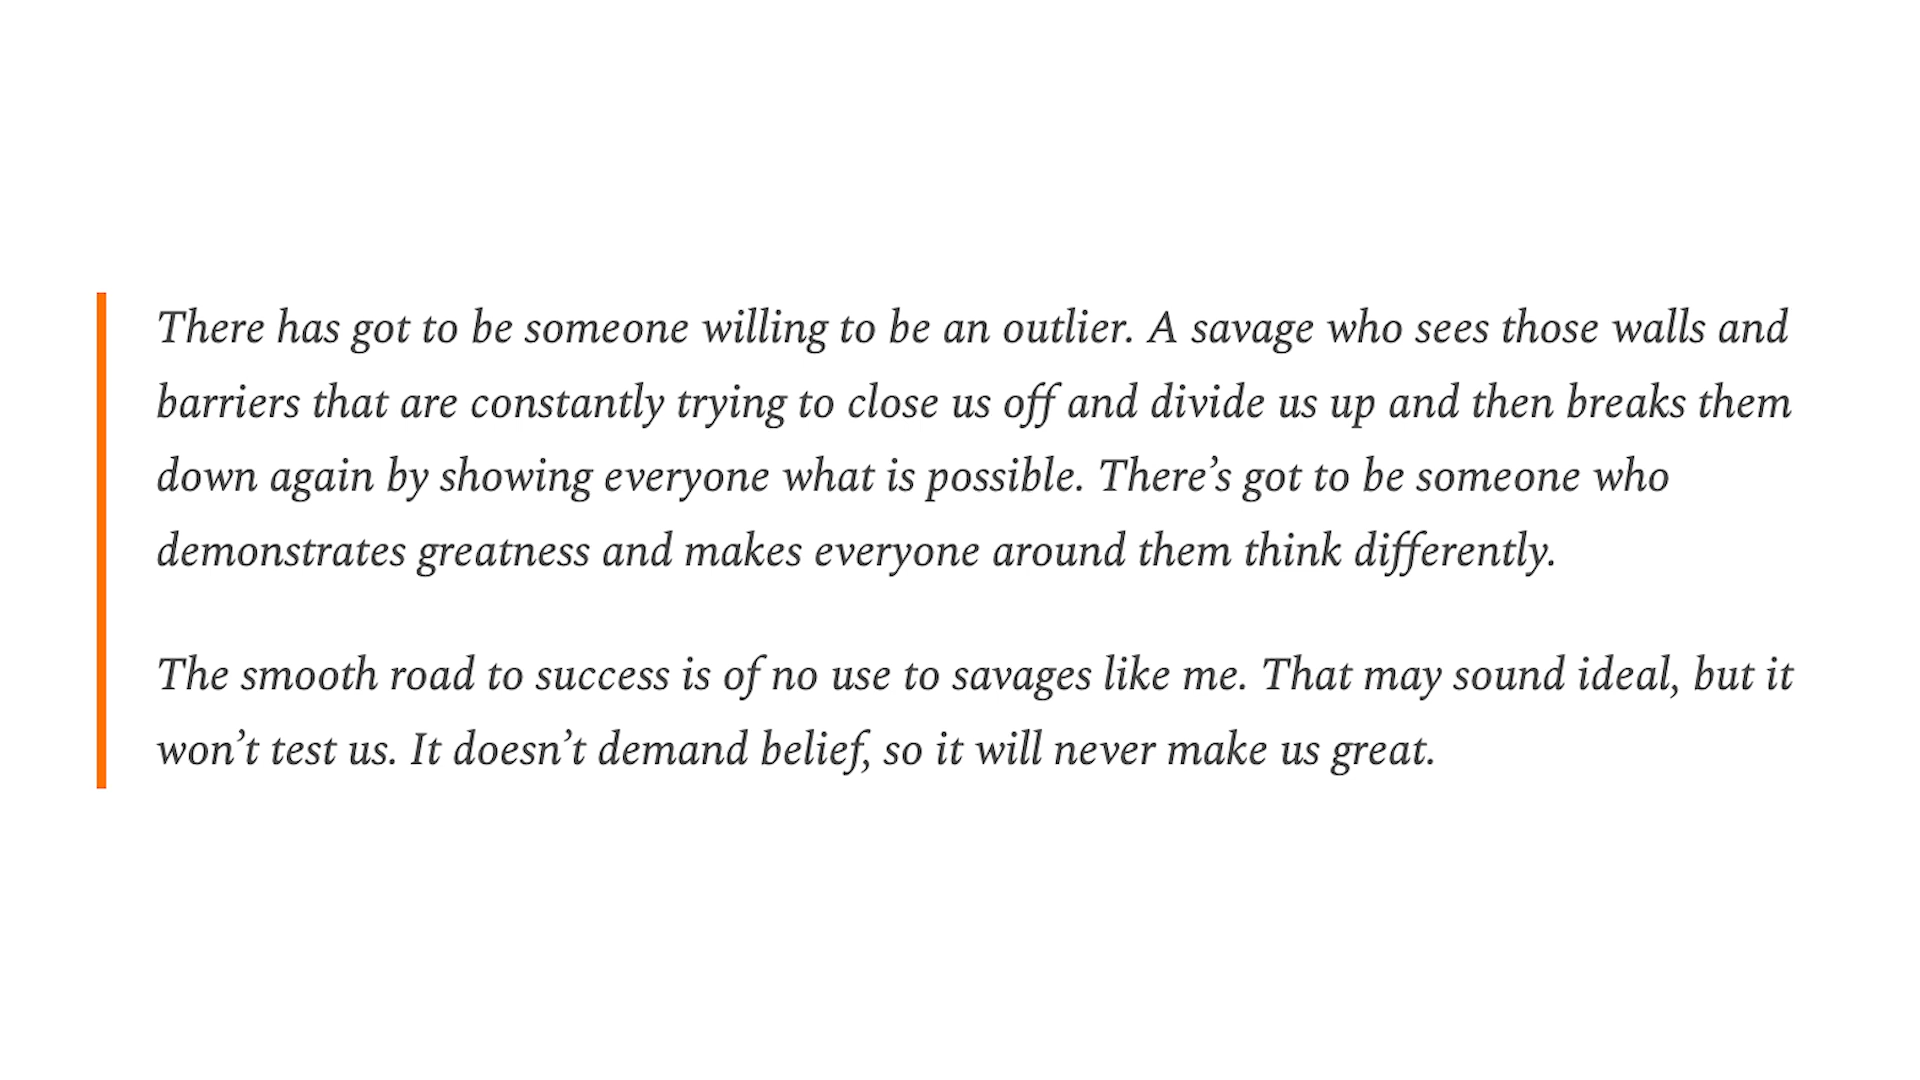 There has got to be someone willing to be an outlier. A savage who sees those walls and
barriers that are constantly trying to close us off and divide us up and then breaks them
down again by showing everyone what is possible. There’s got to be someone who
demonstrates greatness and makes everyone around them think differently.
The smooth road to success is of no use to savages like me. That may sound ideal, but it
won’t test us. It doesn’t demand belief, so it will never make us great.